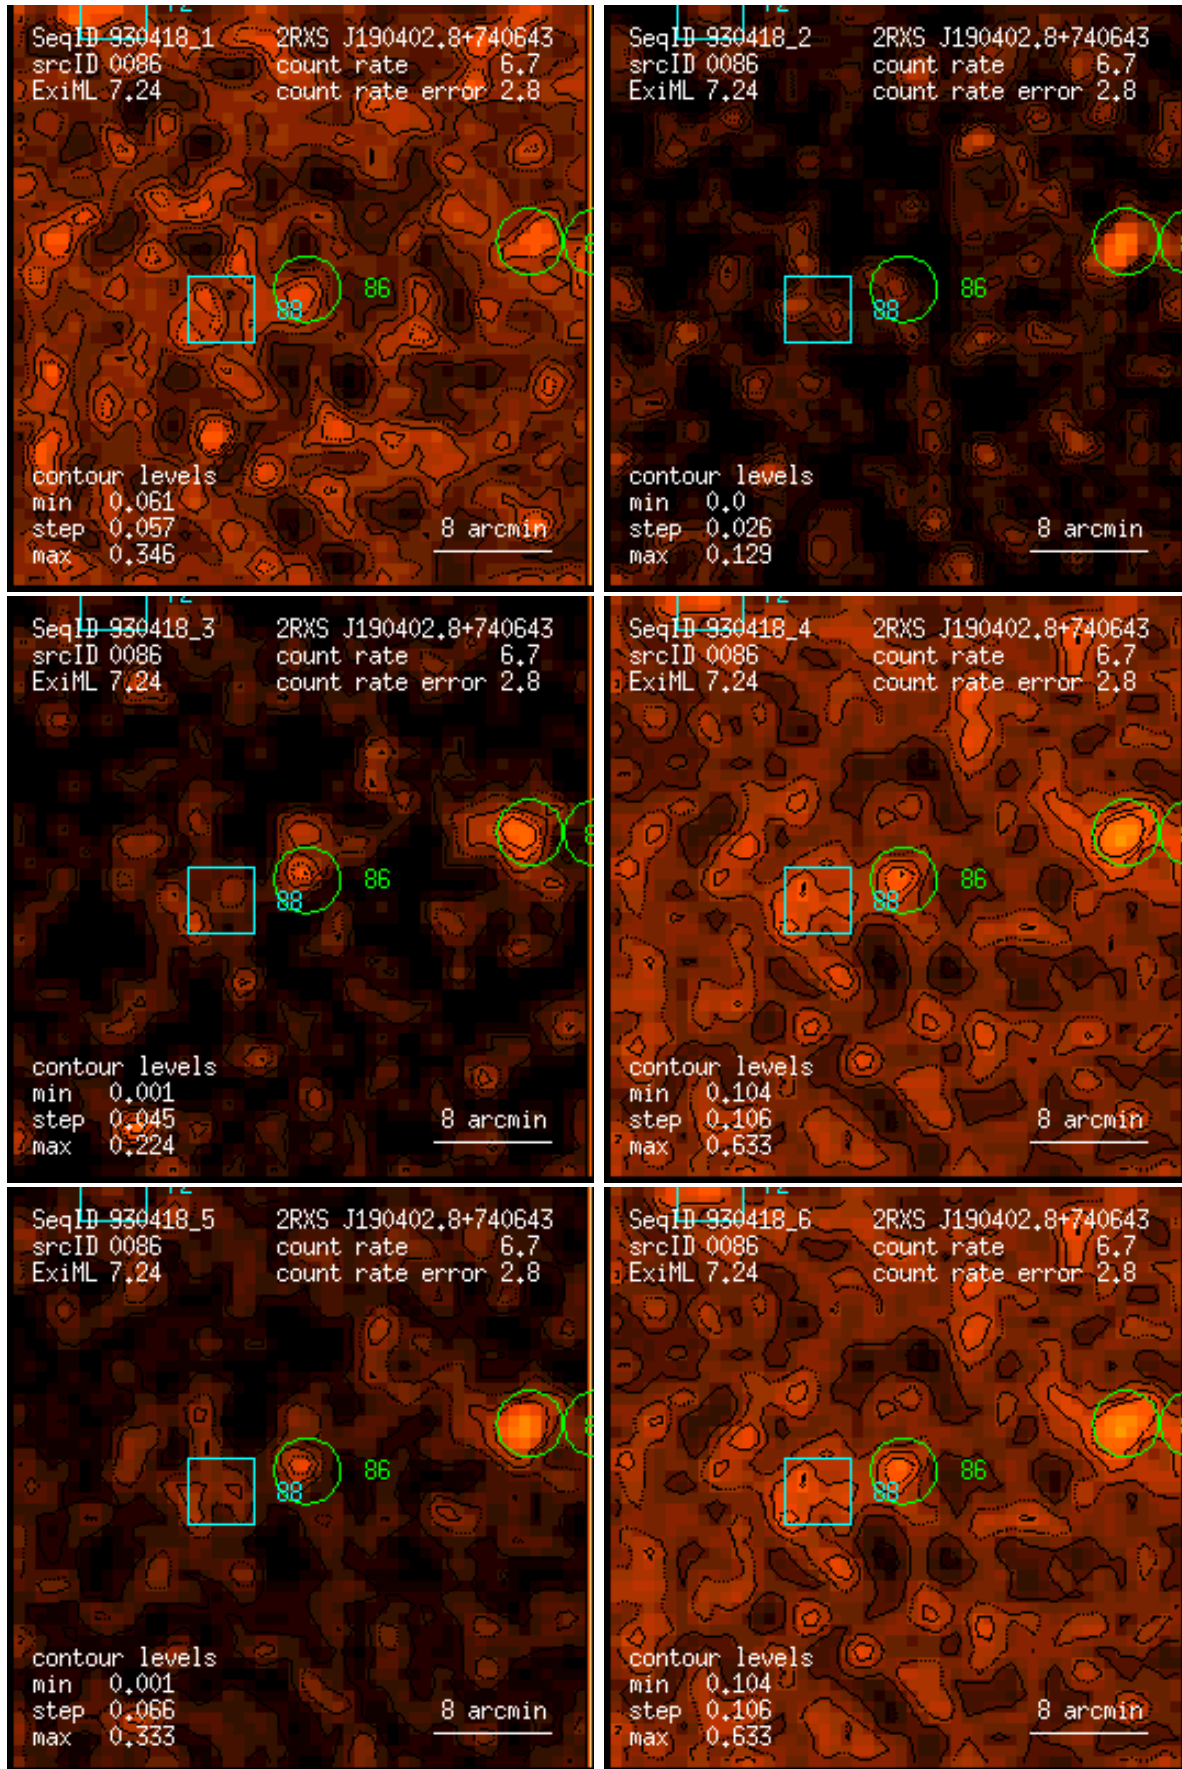 SeqID 930418_1 2RXS J190402.8+740643
srcID 0086 count rate 6.7
ExiML 7.24 count rate error 2.8
86
88
contour levels
min 0.061
step 0.057 8 arcmin
max 0.346
SeqID 930418_2 2RXS J190402.8+740643
srcID 0086 count rate 6.7
ExiML 7.24 count rate error 2.8
86
88
contour levels
min 0.0
step 0.026 8 arcmin
max 0.129
SeqID 930418_3 2RXS J190402.8+740643
srcID 0086 count rate 6.7
ExiML 7.24 count rate error 2.8
86
88
contour levels
min 0.001
step 0.045 8 arcmin
max 0.224
SeqID 930418_4 2RXS J190402.8+740643
srcID 0086 count rate 6.7
ExiML 7.24 count rate error 2.8
86
88
contour levels
min 0.104
step 0.106 8 arcmin
max 0.633
SeqID 930418_5 2RXS J190402.8+740643
srcID 0086 count rate 6.7
ExiML 7.24 count rate error 2.8
86
88
contour levels
min 0.001
step 0.066 8 arcmin
max 0.333
SeqID 930418_6 2RXS J190402.8+740643
srcID 0086 count rate 6.7
ExiML 7.24 count rate error 2.8
86
88
contour levels
min 0.104
step 0.106 8 arcmin
max 0.633